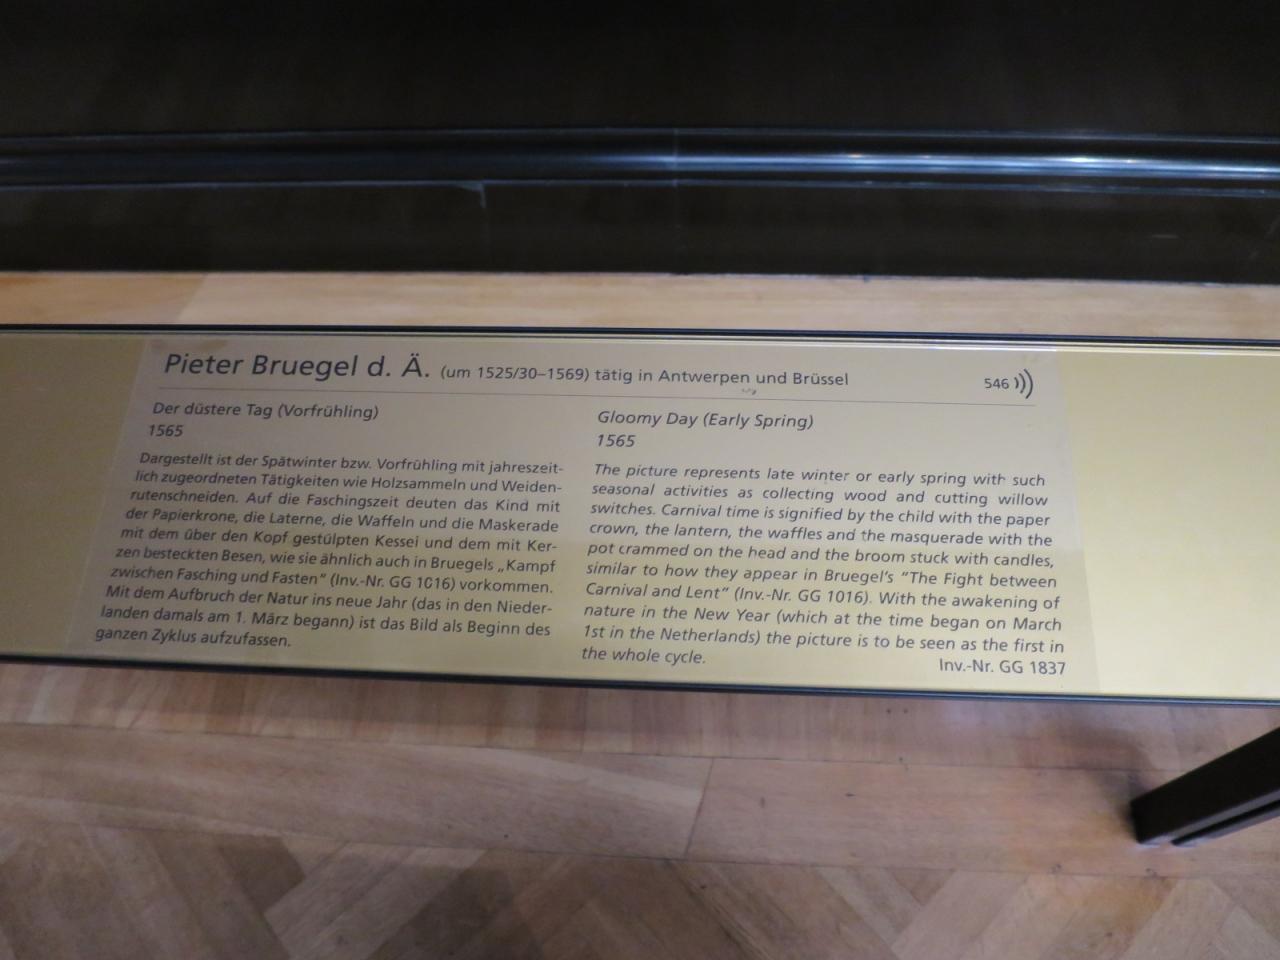 Pieter Bruegel d. Ä. (um 1525/30–1569) tätig in Antwerpen und Brüssel 546
Der düstere Tag (Vorfrühling)
1565
Dargestellt ist der Spätwinter bzw. Vorfrühling mit jahreszeit-
lich zugeordneten Tätigkeiten wie Holzsammeln und Weiden-
rutenschneiden. Auf die Faschingszeit deuten das Kind mit
der Papierkrone, die Laterne, die Waffeln und die Maskerade
mit dem über den Kopf gestülpten Kessel und dem mit Ker-
zen besteckten Besen, wie sie ähnlich auch in Bruegels „Kampf
zwischen Fasching und Fasten“ (Inv.-Nr. GG 1016) vorkommen.
Mit dem Aufbruch der Natur ins neue Jahr (das in den Nieder-
landen damals am 1. März begann) ist das Bild als Beginn des
ganzen Zyklus aufzufassen.
Gloomy Day (Early Spring)
1565
The picture represents late winter or early spring with such
seasonal activities as collecting wood and cutting willow
switches. Carnival time is signified by the child with the paper
crown, the lantern, the waffles and the masquerade with the
pot crammed on the head and the broom stuck with candles,
similar to how they appear in Bruegel's "The Fight between
Carnival and Lent" (Inv.-Nr. GG 1016). With the awakening of
nature in the New Year (which at the time began on March
1st in the Netherlands) the picture is to be seen as the first in
the whole cycle.
Inv.-Nr. GG 1837